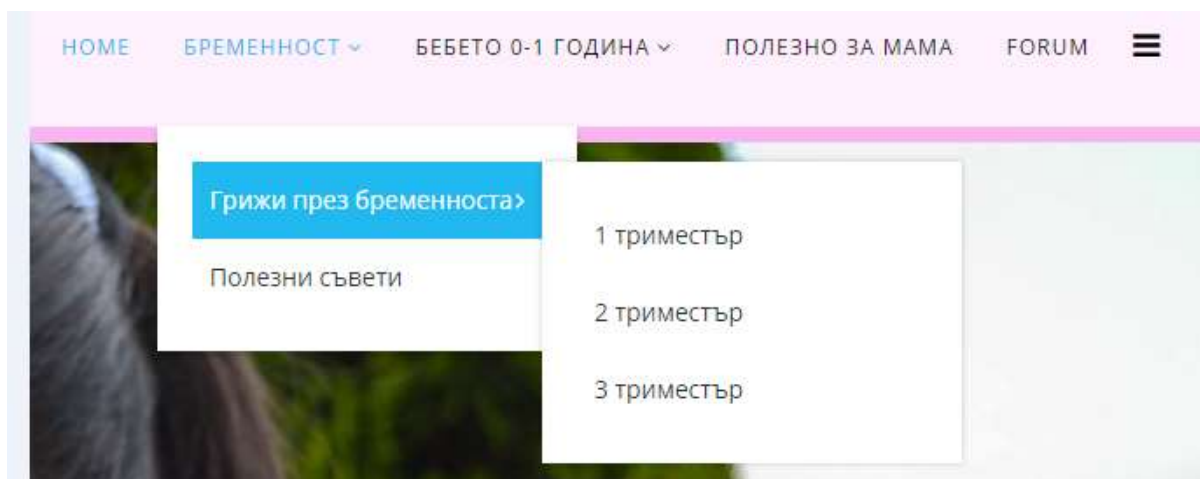 HOME БРЕМЕННОСТ БЕБЕТО 0-1 ГОДИНА ПОЛЕЗНО ЗА МАМА FORUM
Грижи през бременноста
Полезни съвети
1 триместър
2 триместър
3 триместър